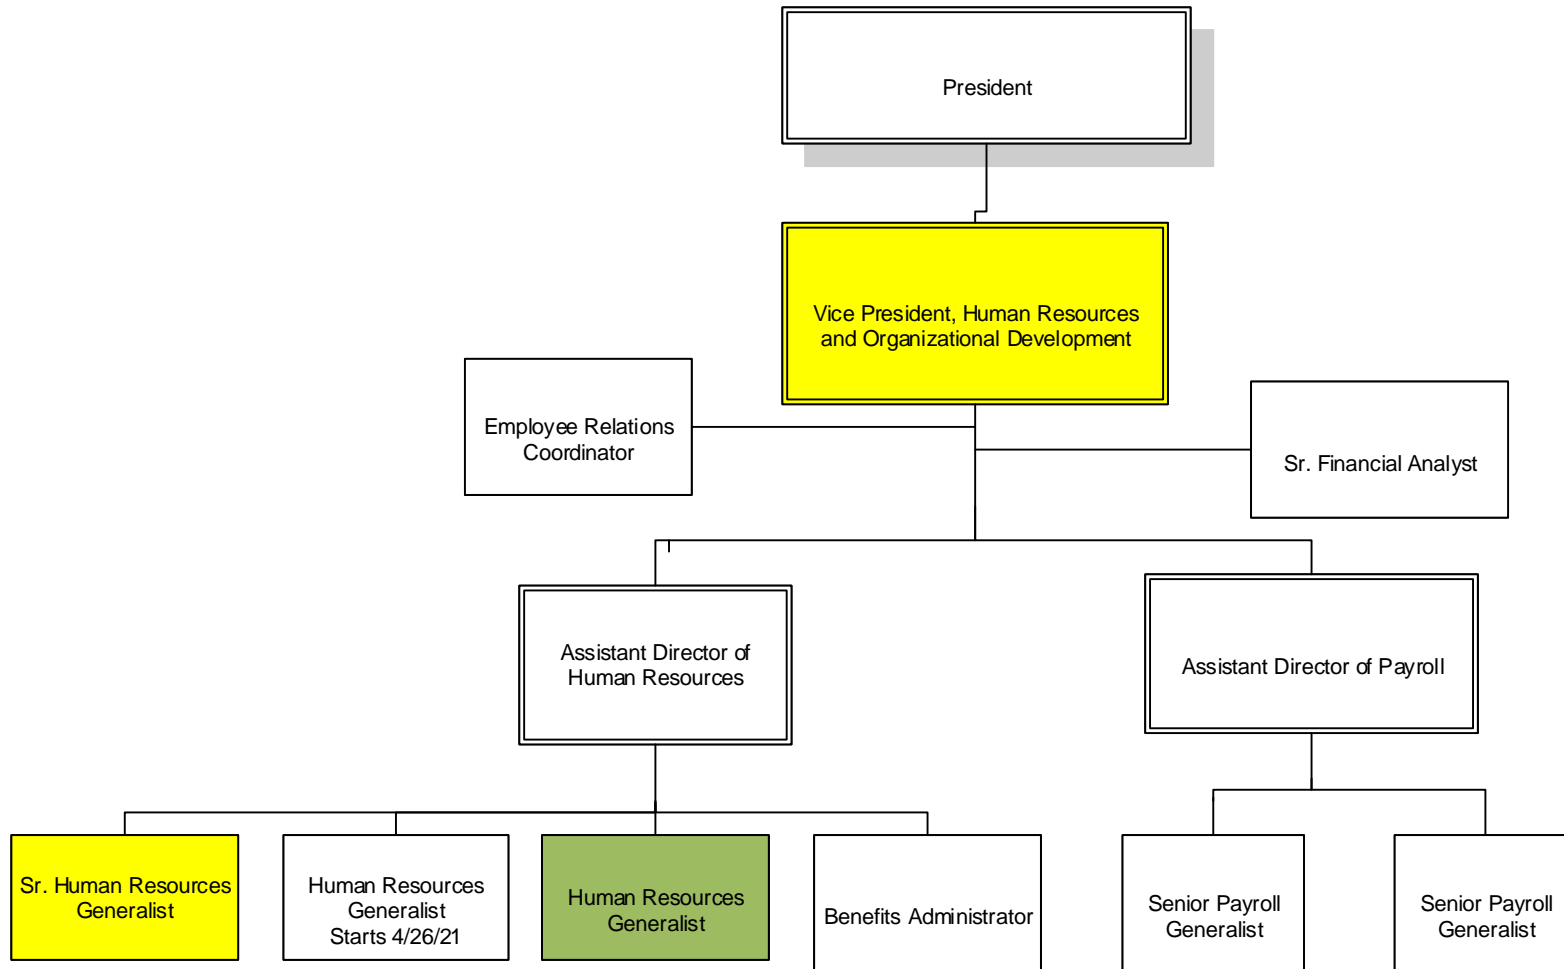 President
Vice President, Human Resources
and Organizational Development
Employee Relations
Coordinator
Sr. Financial Analyst
Assistant Director of
Human Resources
Assistant Director of Payroll
Sr. Human Resources
Generalist
Human Resources
Generalist
Starts 4/26/21
Human Resources
Generalist
Benefits Administrator
Senior Payroll
Generalist
Senior Payroll
Generalist